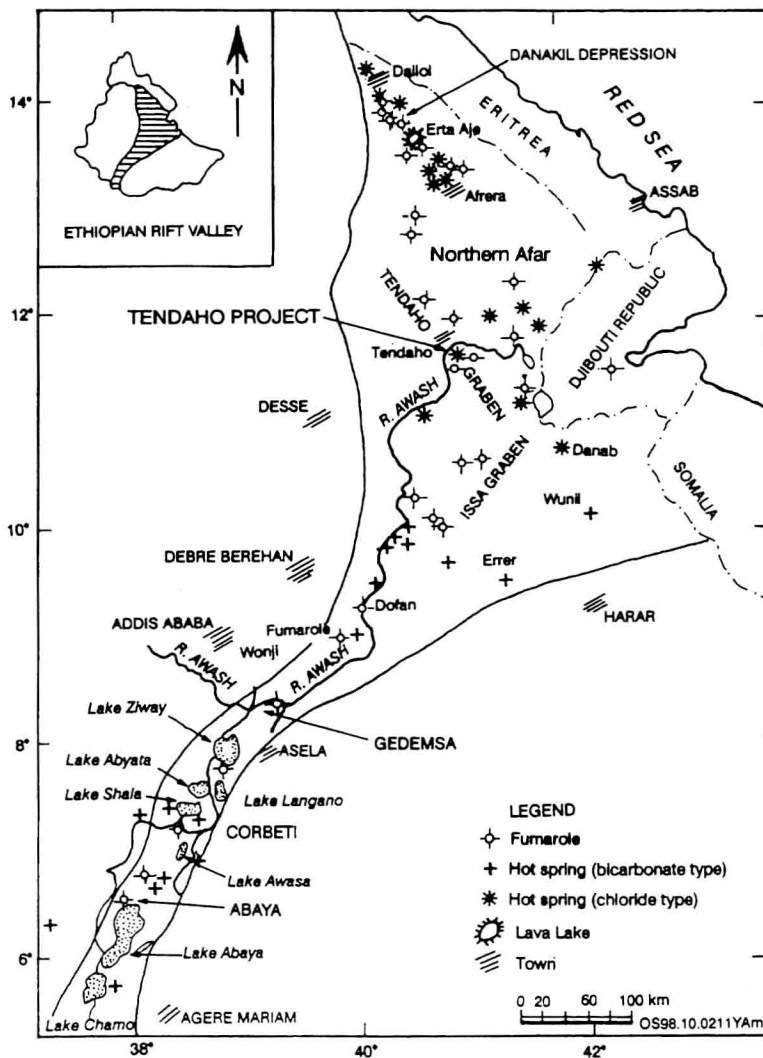 N
ETHIOPIAN RIFT VALLEY
14°
12°
10°
8°
6°
38°
40°
42°
Dallol
DANAKIL DEPRESSION
ERITREA
RED SEA
Erta Aje
Afrera
ASSAB
Northern Afar
TENDAHO
GRABEN
TENDAHO PROJECT
Tendaho
DJIBOUTI REPUBLIC
DESSE
R. AWASH
ISSA GRABEN
Danab
SOMALIA
Wunil
DEBRE BEREHAN
Errer
Dofan
HARAR
ADDIS ABABA
Fumarole
Wonji
R. AWASH
R. AWASH
Lake Ziway
GEDEMSA
ASELA
Lake Abyata
Lake Shala
Lake Langano
CORBETI
Lake Awasa
ABAYA
Lake Abaya
Lake Chamo
AGERE MARIAM
LEGEND
Fumarole
Hot spring (bicarbonate type)
Hot spring (chloride type)
Lava Lake
Town
0 20 60 100 km
OS98.10.0211YAm